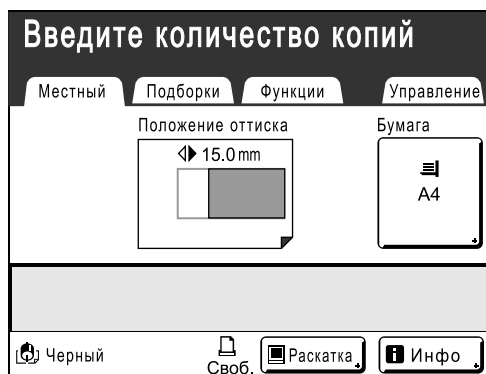 Введите количество копий
Местный Подборки Функции Управление
Положение оттиска Бумага
15.0 mm
A4
Черный Своб. Раскатка Инфо